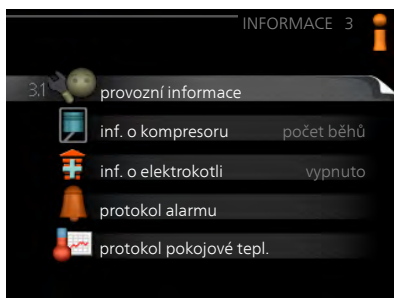 INFORMACE 3
3.1 provozní informace
inf. o kompresoru počet běhů
inf. o elektrokotli vypnuto
protokol alarmu
protokol pokojové tepl.